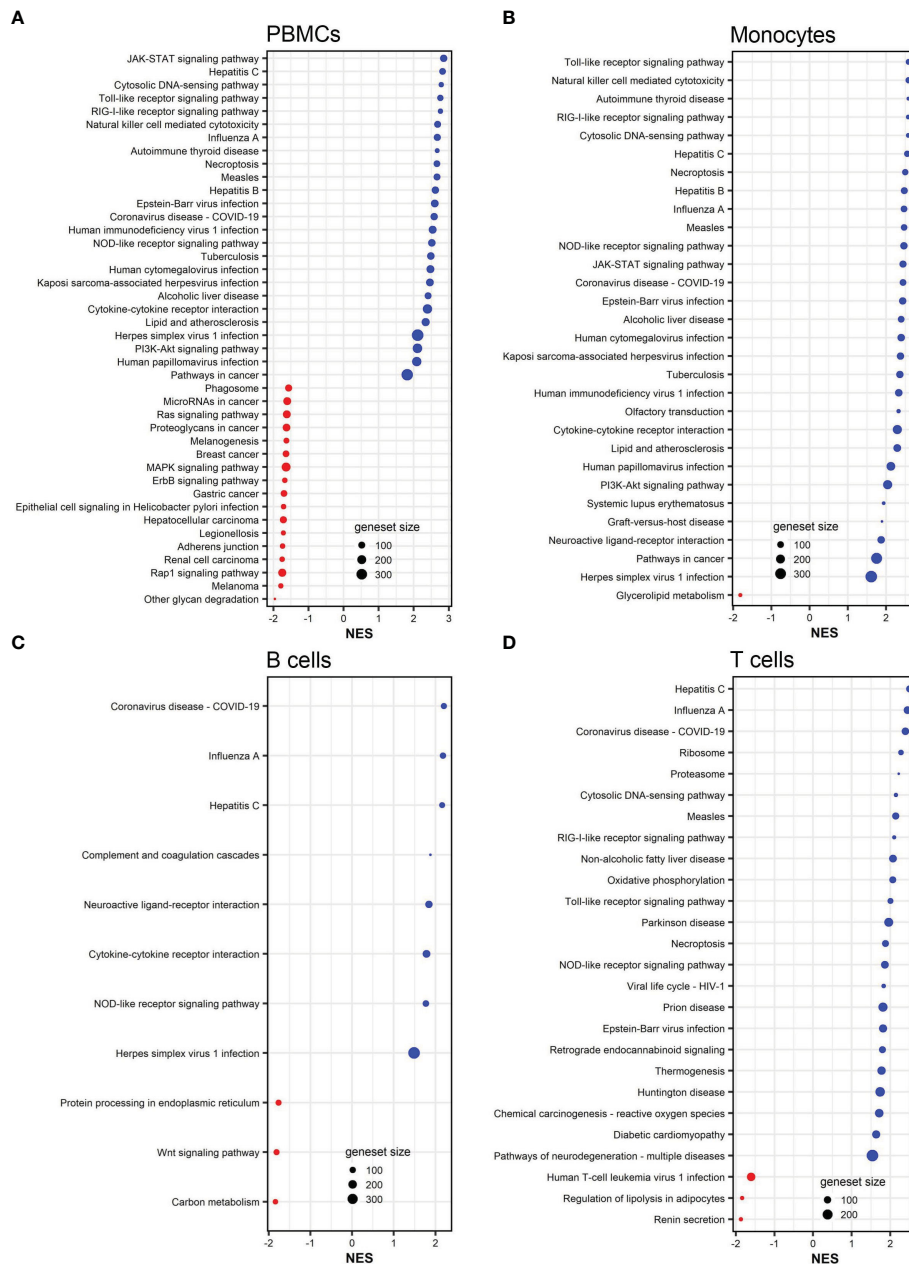 A
PBMCs
JAK-STAT signaling pathway
Hepatitis C
Cytosolic DNA-sensing pathway
Toll-like receptor signaling pathway
RIG-I-like receptor signaling pathway
Natural killer cell mediated cytotoxicity
Influenza A
Autoimmune thyroid disease
Necroptosis
Measles
Hepatitis B
Epstein-Barr virus infection
Coronavirus disease - COVID-19
Human immunodeficiency virus 1 infection
NOD-like receptor signaling pathway
Tuberculosis
Human cytomegalovirus infection
Kaposi sarcoma-associated herpesvirus infection
Alcoholic liver disease
Cytokine-cytokine receptor interaction
Lipid and atherosclerosis
Herpes simplex virus 1 infection
PI3K-Akt signaling pathway
Human papillomavirus infection
Pathways in cancer
Phagosome
MicroRNAs in cancer
Ras signaling pathway
Proteoglycans in cancer
Melanogenesis
Breast cancer
MAPK signaling pathway
ErbB signaling pathway
Gastric cancer
Epithelial cell signaling in Helicobacter pylori infection
Hepatocellular carcinoma
Legionellosis
Adherens junction
Renal cell carcinoma
Rap1 signaling pathway
Melanoma
Other glycan degradation
geneset size
100
200
300
-2 -1 0 1 2 3
NES
B
Monocytes
Toll-like receptor signaling pathway
Natural killer cell mediated cytotoxicity
Autoimmune thyroid disease
RIG-I-like receptor signaling pathway
Cytosolic DNA-sensing pathway
Hepatitis C
Necroptosis
Hepatitis B
Influenza A
Measles
NOD-like receptor signaling pathway
JAK-STAT signaling pathway
Coronavirus disease - COVID-19
Epstein-Barr virus infection
Alcoholic liver disease
Human cytomegalovirus infection
Kaposi sarcoma-associated herpesvirus infection
Tuberculosis
Human immunodeficiency virus 1 infection
Olfactory transduction
Cytokine-cytokine receptor interaction
Lipid and atherosclerosis
Human papillomavirus infection
PI3K-Akt signaling pathway
Systemic lupus erythematosus
Graft-versus-host disease
Neuroactive ligand-receptor interaction
Pathways in cancer
Herpes simplex virus 1 infection
Glycerolipid metabolism
geneset size
100
200
300
-2 -1 0 1 2
NES
C
B cells
Coronavirus disease - COVID-19
Influenza A
Hepatitis C
Complement and coagulation cascades
Neuroactive ligand-receptor interaction
Cytokine-cytokine receptor interaction
NOD-like receptor signaling pathway
Herpes simplex virus 1 infection
Protein processing in endoplasmic reticulum
Wnt signaling pathway
Carbon metabolism
geneset size
100
200
300
-2 -1 0 1 2
NES
D
T cells
Hepatitis C
Influenza A
Coronavirus disease - COVID-19
Ribosome
Proteasome
Cytosolic DNA-sensing pathway
Measles
RIG-I-like receptor signaling pathway
Non-alcoholic fatty liver disease
Oxidative phosphorylation
Toll-like receptor signaling pathway
Parkinson disease
Necroptosis
NOD-like receptor signaling pathway
Viral life cycle - HIV-1
Prion disease
Epstein-Barr virus infection
Retrograde endocannabinoid signaling
Thermogenesis
Huntington disease
Chemical carcinogenesis - reactive oxygen species
Diabetic cardiomyopathy
Pathways of neurodegeneration - multiple diseases
Human T-cell leukemia virus 1 infection
Regulation of lipolysis in adipocytes
Renin secretion
geneset size
100
200
-2 -1 0 1 2
NES